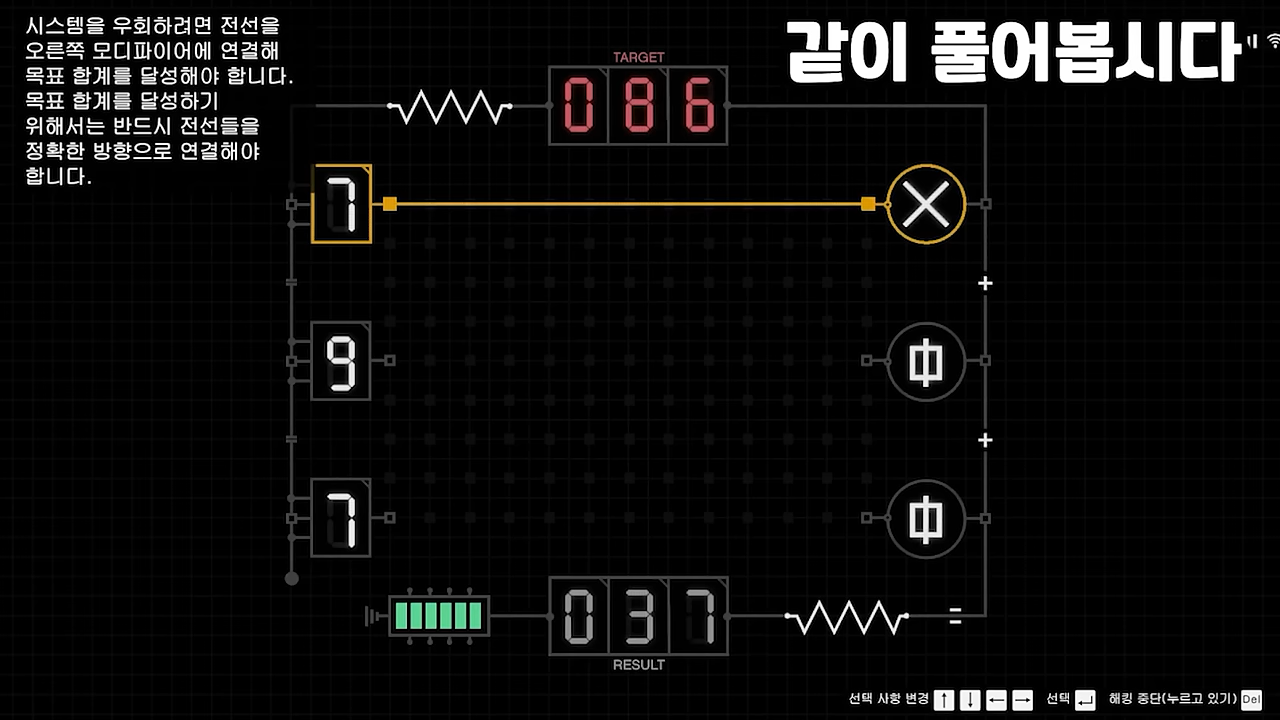 시스템을 우회하려면 전선을
오른쪽 모디파이어에 연결해
목표 합계를 달성해야 합니다.
목표 합계를 달성하기
위해서는 반드시 전선들을
정확한 방향으로 연결해야
합니다.
같이 풀어봅시다
TARGET
086
7
9
7
+
+
=
037
RESULT
선택 사항 변경 ↑ ↓ ← → 선택 ↵ 해킹 중단(누르고 있기) Del